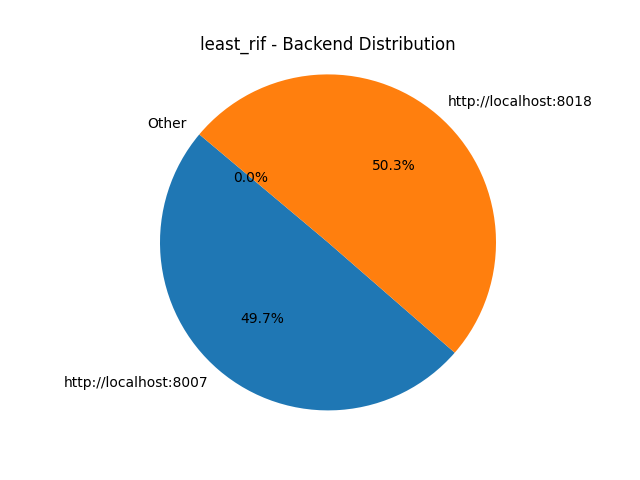 least_rif - Backend Distribution
http://localhost:8018
Other
50.3%
0.0%
49.7%
http://localhost:8007